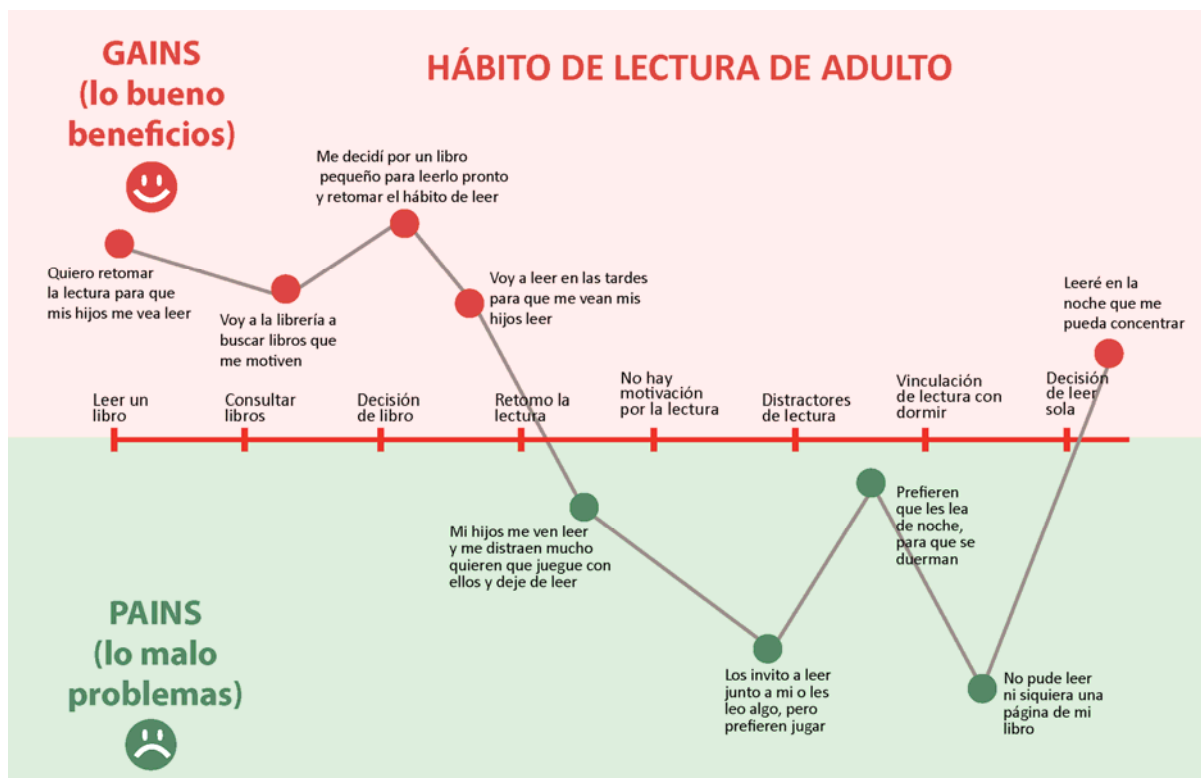 GAINS
(lo bueno
beneficios)
HÁBITO DE LECTURA DE ADULTO
Me decidí por un libro
pequeño para leerlo pronto
y retomar el hábito de leer
Quiero retomar
la lectura para que
mis hijos me vea leer
Voy a la librería a
buscar libros que
me motiven
Voy a leer en las tardes
para que me vean mis
hijos leer
Leeré en la
noche que me
pueda concentrar
Leer un
libro
Consultar
libros
Decisión
de libro
Retomo la
lectura
No hay
motivación
por la lectura
Distractores
de lectura
Vinculación
de lectura con
dormir
Decisión
de leer
sola
Mi hijos me ven leer
y me distraen mucho
quieren que juegue con
ellos y deje de leer
Prefieren
que les lea
de noche,
para que se
duerman
PAINS
(lo malo
problemas)
Los invito a leer
junto a mi o les
leo algo, pero
prefieren jugar
No pude leer
ni siquiera una
página de mi
libro